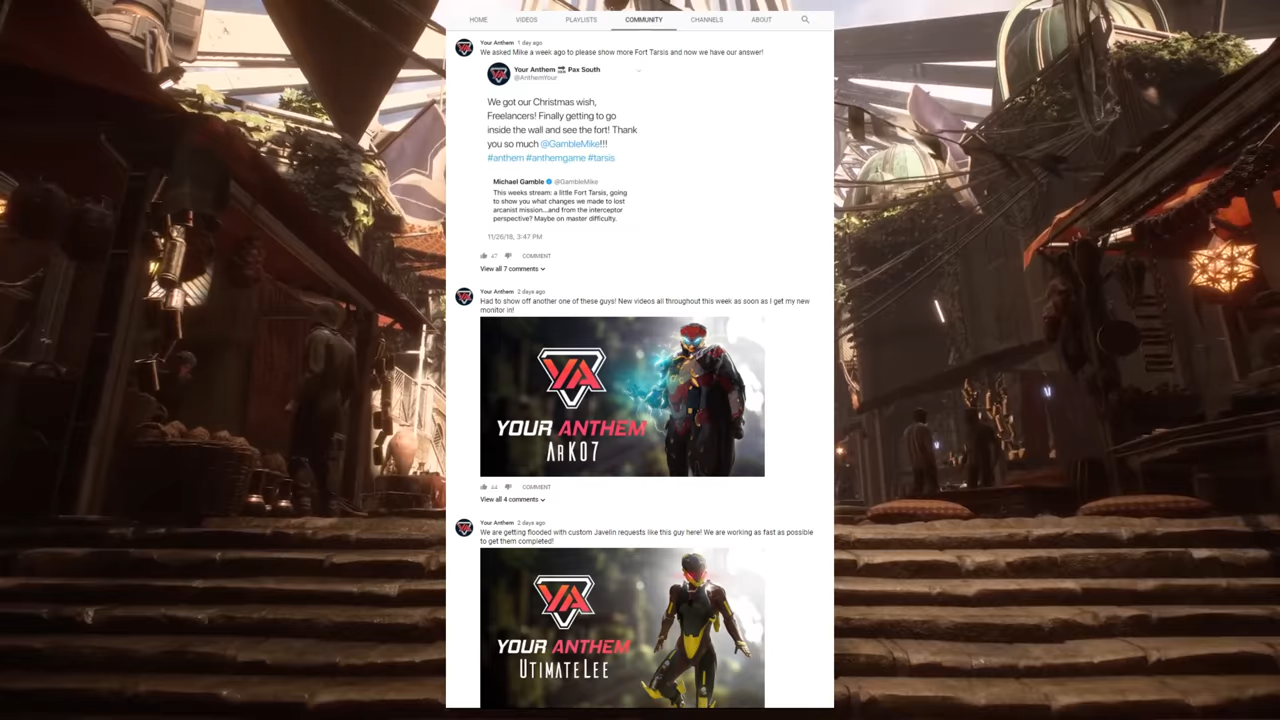 HOME VIDEOS PLAYLISTS COMMUNITY CHANNELS ABOUT
Your Anthem 1 day ago
We asked Mike a week ago to please show more Fort Tarsis and now we have our answer!
Your Anthem Pax South
@AnthemYour
We got our Christmas wish,
Freelancers! Finally getting to go
inside the wall and see the fort! Thank
you so much @GambleMike!!!
#anthem #anthemgame #tarsis
Michael Gamble @GambleMike
This weeks stream: a little Fort Tarsis, going
to show you what changes we made to lost
arcanist mission...and from the interceptor
perspective? Maybe on master difficulty.
11/26/18, 3:47 PM
47 COMMENT
View all 7 comments
Your Anthem 2 days ago
Had to show off another one of these guys! New videos all throughout this week as soon as I get my new
monitor in!
YA
YOUR ANTHEM
ArK07
44 COMMENT
View all 4 comments
Your Anthem 2 days ago
We are getting flooded with custom Javelin requests like this guy here! We are working as fast as possible
to get them completed!
YA
YOUR ANTHEM
UtimateLee